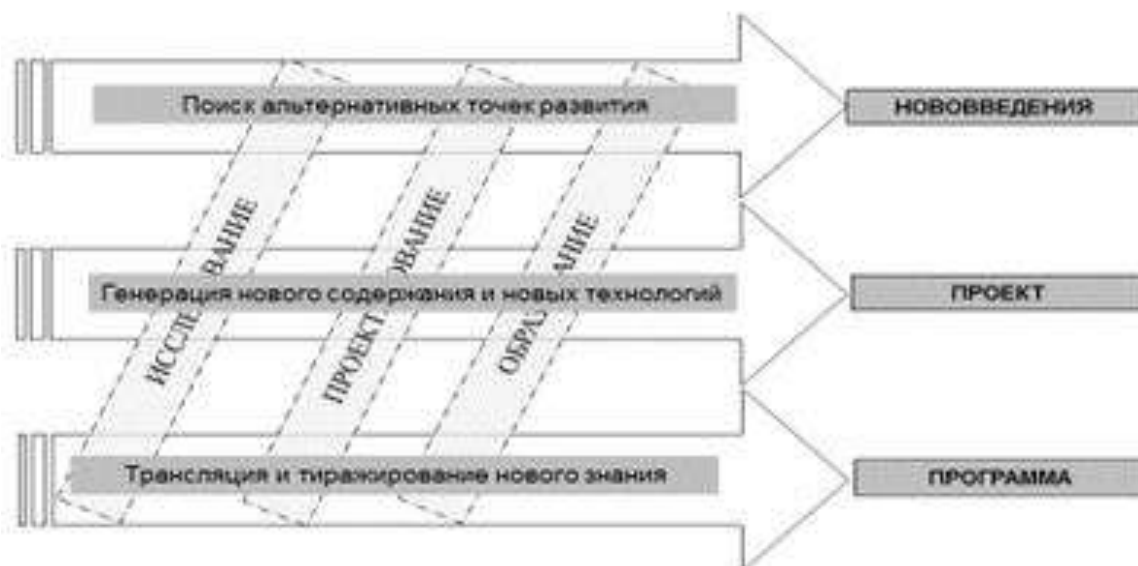 Поиск альтернативных точек развития
НОВОВВЕДЕНИЯ
Генерация нового содержания и новых технологий
ПРОЕКТ
Трансляция и тиражирование нового знания
ПРОГРАММА